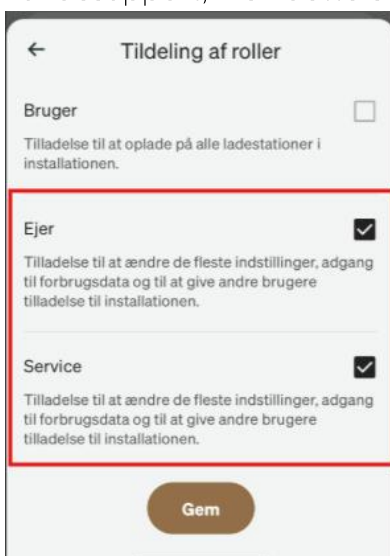 Tildeling af roller
Bruger
Tilladelse til at oplade på alle ladestationer i
installationen.
Ejer
Tilladelse til at ændre de fleste indstillinger, adgang
til forbrugsdata og til at give andre brugere
tilladelse til installationen.
Service
Tilladelse til at ændre de fleste indstillinger, adgang
til forbrugsdata og til at give andre brugere
tilladelse til installationen.
Gem